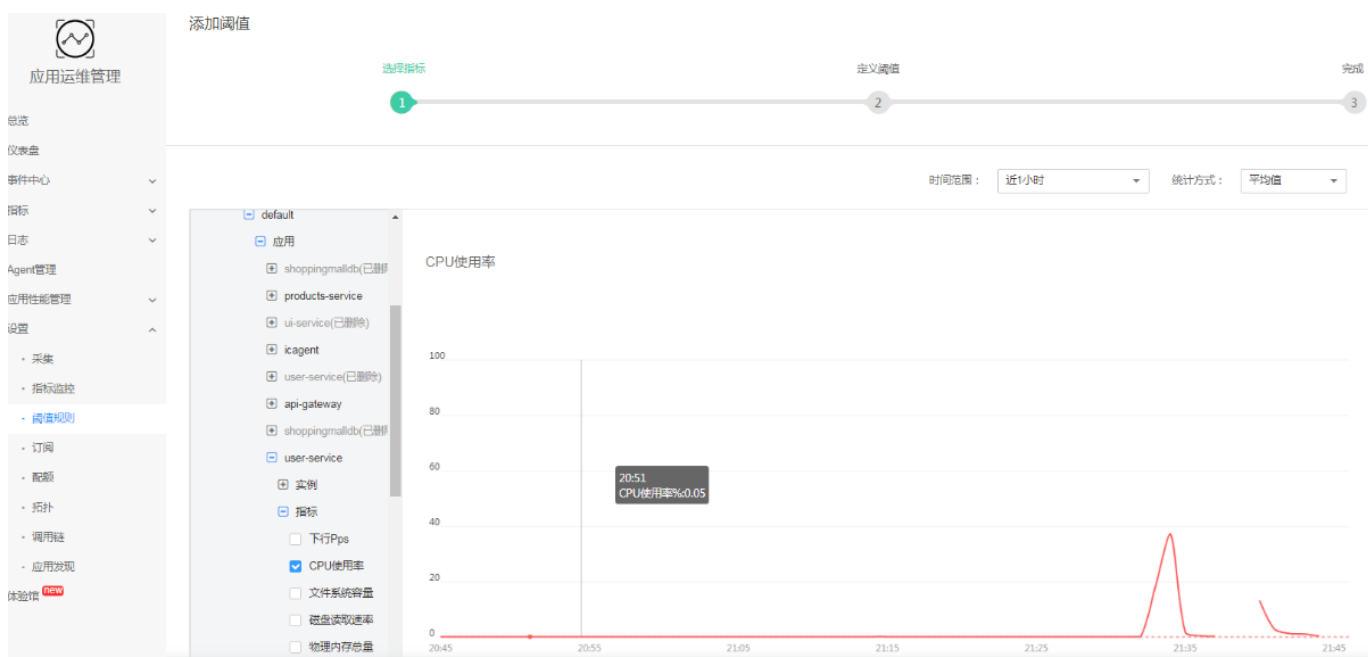 应用运维管理
总览
仪表盘
事件中心
指标
日志
Agent管理
应用性能管理
设置
· 采集
· 指标监控
· 阈值规则
· 订阅
· 配额
· 拓扑
· 调用链
· 应用发现
体验馆 new
添加阈值
选择指标
定义阈值
完成
1
2
3
时间范围： 近1小时 统计方式： 平均值
default
应用
shoppingmalldb(已删
products-service
ui-service(已删除)
icagent
user-service(已删除)
api-gateway
shoppingmalldb(已删
user-service
实例
指标
下行Pps
CPU使用率
文件系统容量
磁盘读取速率
物理内存总量
CPU使用率
100
80
60
40
20
0
20:51
CPU使用率%:0.05
20:45 20:55 21:05 21:15 21:25 21:35 21:45